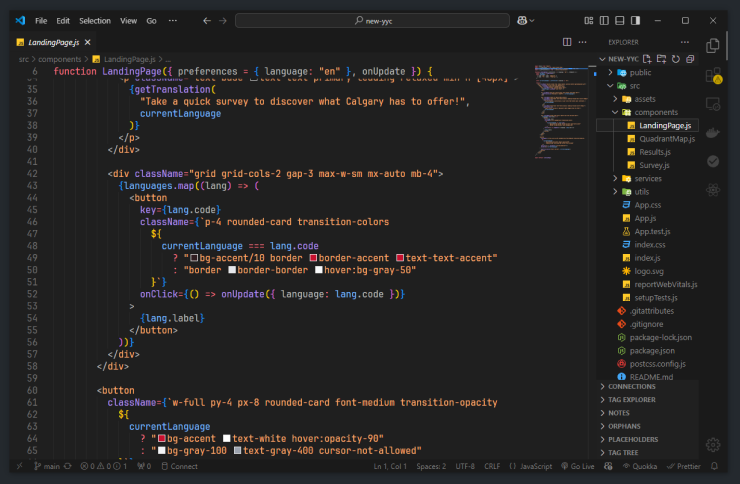 File Edit Selection View Go ··· new-yyc
LandingPage.js
src > components > LandingPage.js > ...
6 function LandingPage({ preferences = { language: "en" }, onUpdate }) {
35 {getTranslation(
36 "Take a quick survey to discover what Calgary has to offer!",
37 currentLanguage
38 )}
39 </p>
40 </div>
41
42 <div className="grid grid-cols-2 gap-3 max-w-sm mx-auto mb-4">
43 {languages.map((lang) => (
44 <button
45 key={lang.code}
46 className={`p-4 rounded-card transition-colors
47 ${
48 currentLanguage === lang.code
49 ? "bg-accent/10 border border-accent text-text-accent"
50 : "border border-border hover:bg-gray-50"
51 }`}
52 onClick={() => onUpdate({ language: lang.code })}
53 >
54 {lang.label}
55 </button>
56 ))}
57 </div>
58 </div>
59
60 <button
61 className={`w-full py-4 px-8 rounded-card font-medium transition-opacity
62 ${
63 currentLanguage
64 ? "bg-accent text-white hover:opacity-90"
65 : "bg-gray-100 text-gray-400 cursor-not-allowed"
EXPLORER
NEW-YYC
public
src
assets
components
LandingPage.js
QuadrantMap.js
Results.js
Survey.js
services
utils
App.css
App.js
App.test.js
index.css
index.js
logo.svg
reportWebVitals.js
setupTests.js
.gitattributes
.gitignore
package-lock.json
package.json
postcss.config.js
README.md
CONNECTIONS
TAG EXPLORER
NOTES
ORPHANS
PLACEHOLDERS
TAG TREE
main 0 0 1 0 Connect Ln 1, Col 1 Spaces: 2 UTF-8 CRLF {} JavaScript Go Live Quokka Prettier